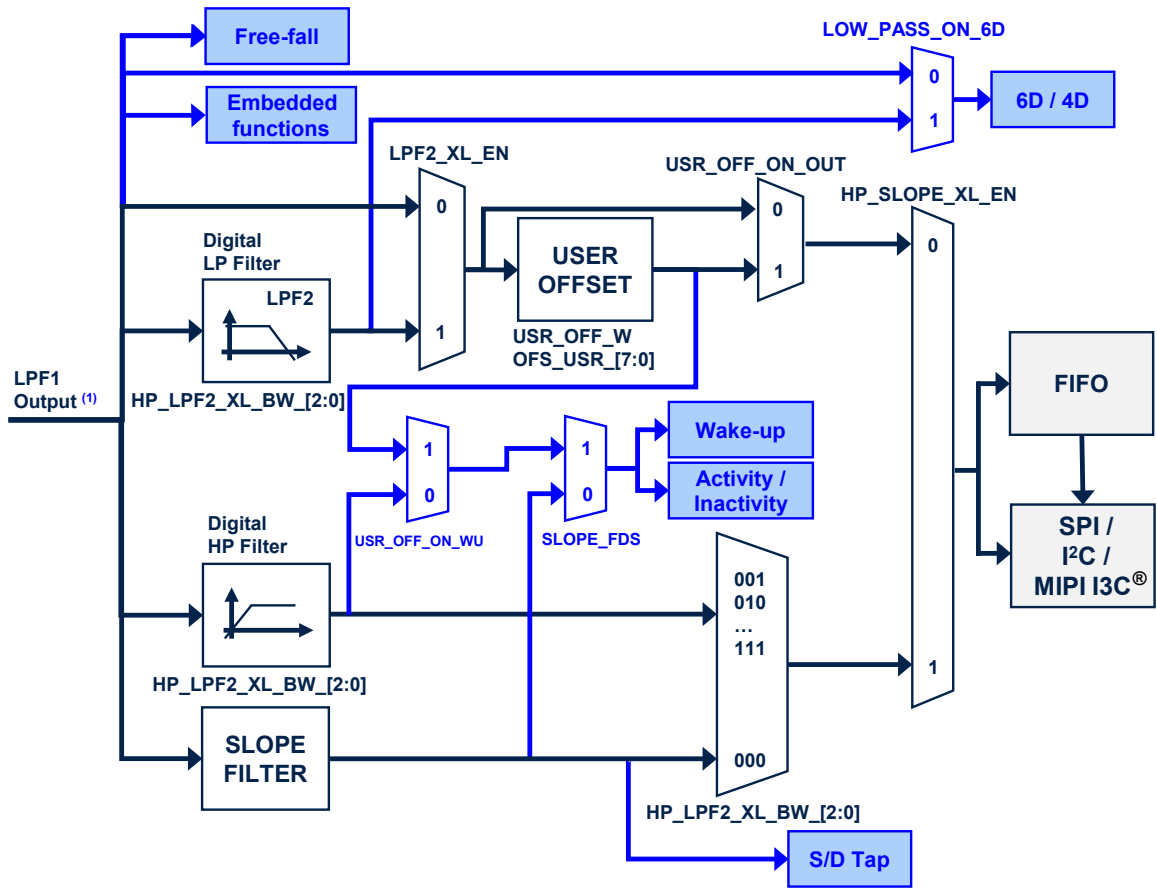 Free-fall
LOW_PASS_ON_6D
0
1
6D / 4D
Embedded
functions
LPF2_XL_EN
0
1
USR_OFF_ON_OUT
0
1
HP_SLOPE_XL_EN
0
1
Digital
LP Filter
LPF2
HP_LPF2_XL_BW_[2:0]
USER
OFFSET
USR_OFF_W
OFS_USR_[7:0]
LPF1
Output (1)
FIFO
SPI /
I²C /
MIPI I3C®
1
0
USR_OFF_ON_WU
1
0
SLOPE_FDS
Wake-up
Activity /
Inactivity
Digital
HP Filter
HP_LPF2_XL_BW_[2:0]
001
010
…
111
000
HP_LPF2_XL_BW_[2:0]
SLOPE
FILTER
S/D Tap